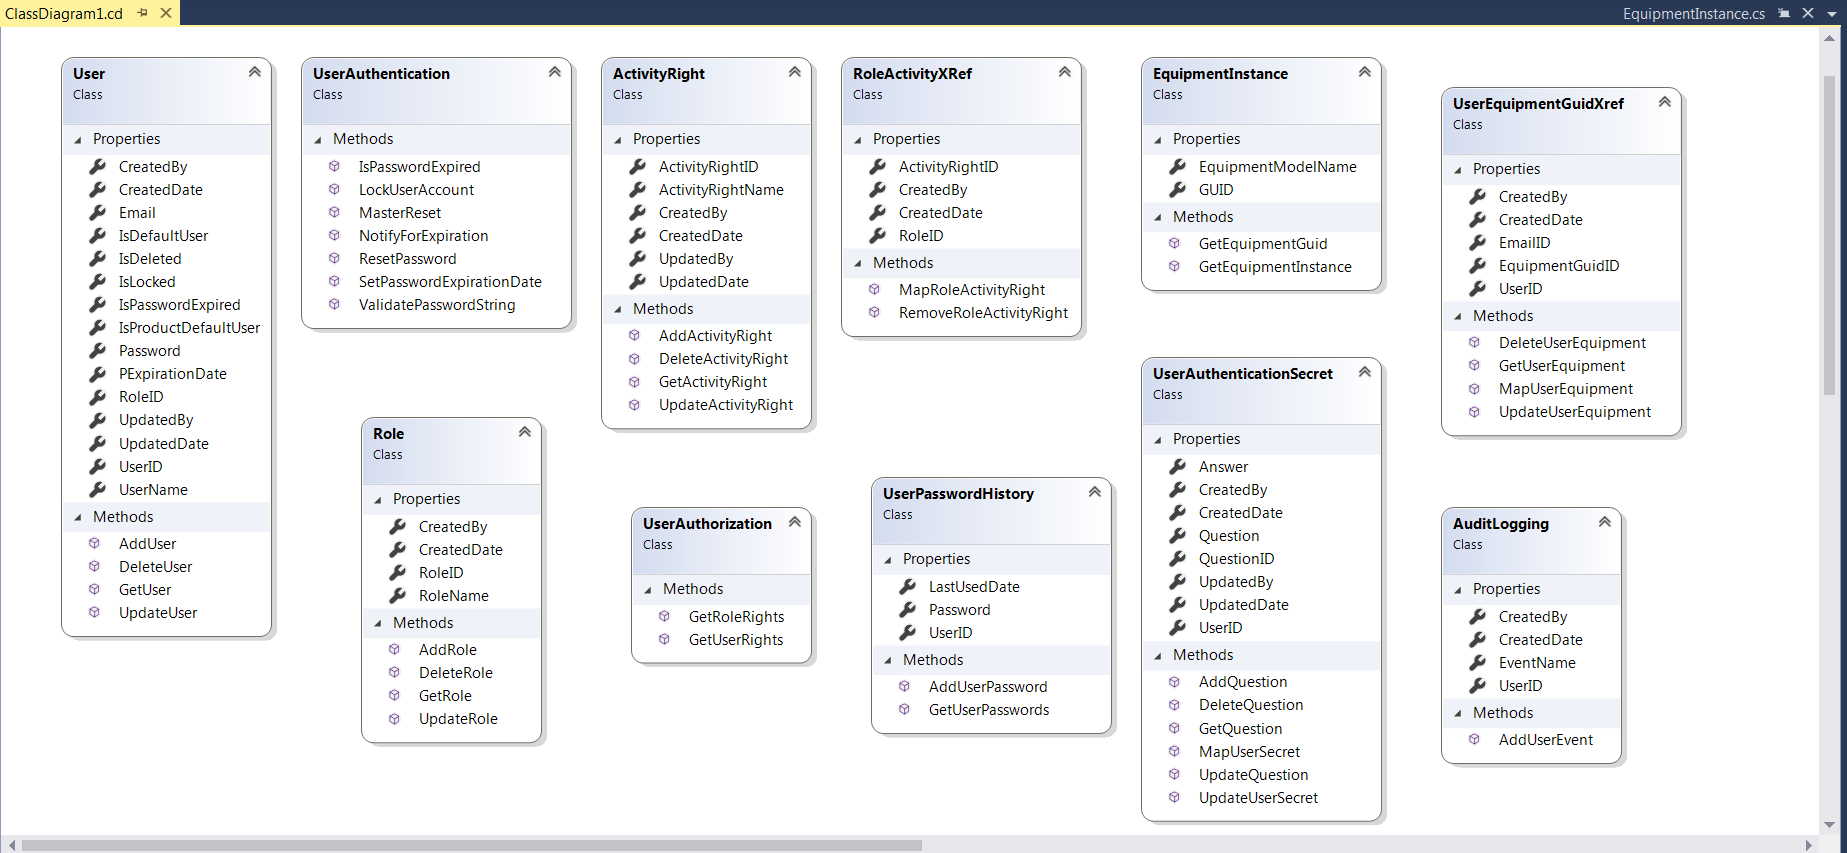 ClassDiagram1.cd
EquipmentInstance.cs
User
Class
Properties
CreatedBy
CreatedDate
Email
IsDefaultUser
IsDeleted
IsLocked
IsPasswordExpired
IsProductDefaultUser
Password
PExpirationDate
RoleID
UpdatedBy
UpdatedDate
UserID
UserName
Methods
AddUser
DeleteUser
GetUser
UpdateUser
UserAuthentication
Class
Methods
IsPasswordExpired
LockUserAccount
MasterReset
NotifyForExpiration
ResetPassword
SetPasswordExpirationDate
ValidatePasswordString
Role
Class
Properties
CreatedBy
CreatedDate
RoleID
RoleName
Methods
AddRole
DeleteRole
GetRole
UpdateRole
ActivityRight
Class
Properties
ActivityRightID
ActivityRightName
CreatedBy
CreatedDate
UpdatedBy
UpdatedDate
Methods
AddActivityRight
DeleteActivityRight
GetActivityRight
UpdateActivityRight
UserAuthorization
Class
Methods
GetRoleRights
GetUserRights
RoleActivityXRef
Class
Properties
ActivityRightID
CreatedBy
CreatedDate
RoleID
Methods
MapRoleActivityRight
RemoveRoleActivityRight
UserPasswordHistory
Class
Properties
LastUsedDate
Password
UserID
Methods
AddUserPassword
GetUserPasswords
EquipmentInstance
Class
Properties
EquipmentModelName
GUID
Methods
GetEquipmentGuid
GetEquipmentInstance
UserAuthenticationSecret
Class
Properties
Answer
CreatedBy
CreatedDate
Question
QuestionID
UpdatedBy
UpdatedDate
UserID
Methods
AddQuestion
DeleteQuestion
GetQuestion
MapUserSecret
UpdateQuestion
UpdateUserSecret
UserEquipmentGuidXref
Class
Properties
CreatedBy
CreatedDate
EmailID
EquipmentGuidID
UserID
Methods
DeleteUserEquipment
GetUserEquipment
MapUserEquipment
UpdateUserEquipment
AuditLogging
Class
Properties
CreatedBy
CreatedDate
EventName
UserID
Methods
AddUserEvent